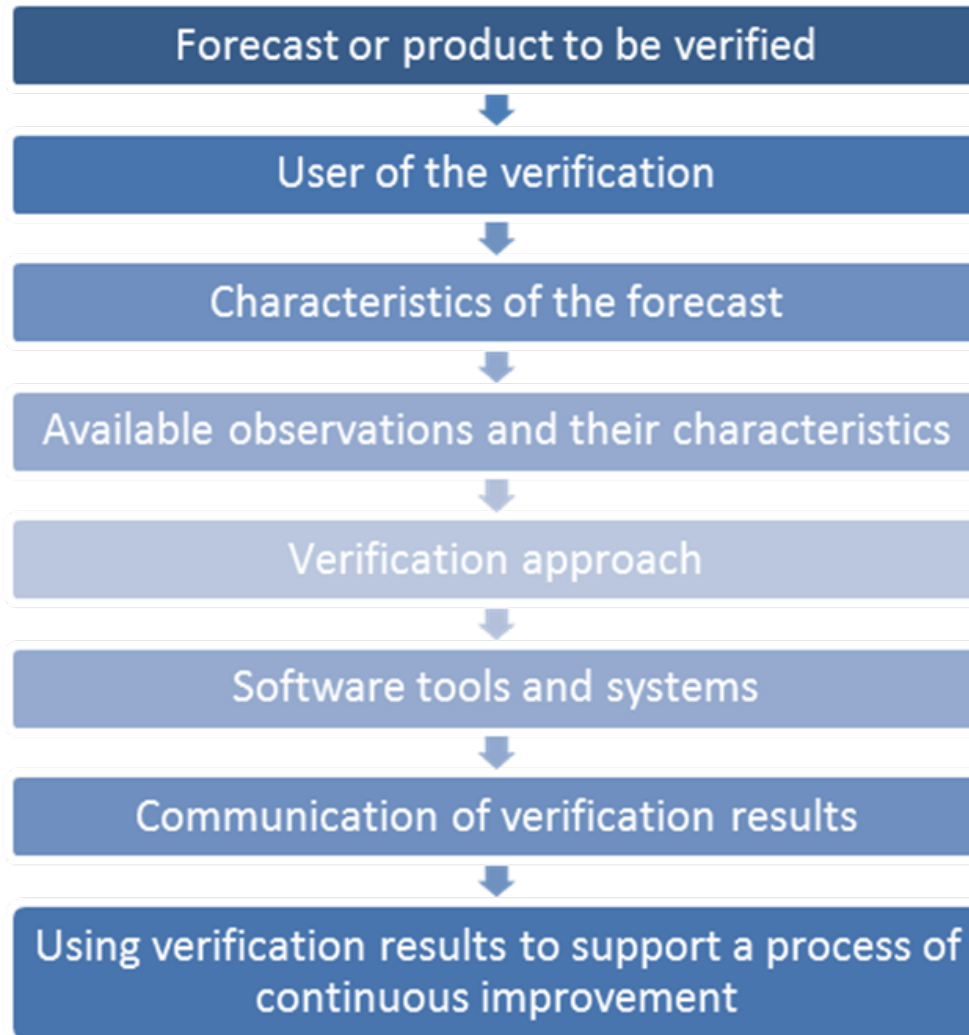 Forecast or product to be verified
User of the verification
Characteristics of the forecast
Available observations and their characteristics
Verification approach
Software tools and systems
Communication of verification results
Using verification results to support a process of
continuous improvement